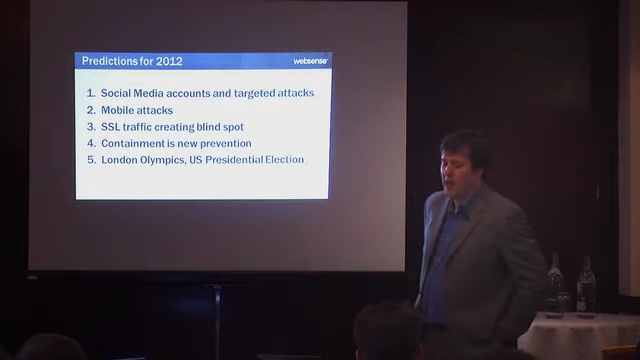 Predictions for 2012
websense
1. Social Media accounts and targeted attacks
2. Mobile attacks
3. SSL traffic creating blind spot
4. Containment is new prevention
5. London Olympics, US Presidential Election